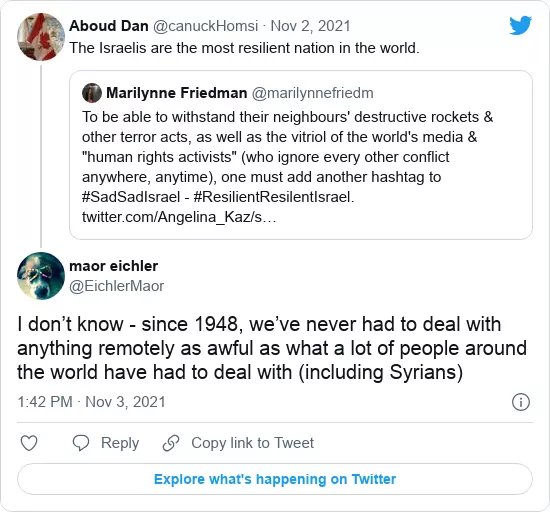 Aboud Dan @canuckHomsi · Nov 2, 2021
The Israelis are the most resilient nation in the world.
Marilynne Friedman @marilynnefriedm
To be able to withstand their neighbours' destructive rockets &
other terror acts, as well as the vitriol of the world's media &
"human rights activists" (who ignore every other conflict
anywhere, anytime), one must add another hashtag to
#SadSadIsrael - #ResilientResilentIsrael.
twitter.com/Angelina_Kaz/s…
maor eichler
@EichlerMaor
I don’t know - since 1948, we’ve never had to deal with
anything remotely as awful as what a lot of people around
the world have had to deal with (including Syrians)
1:42 PM · Nov 3, 2021
Reply
Copy link to Tweet
Explore what's happening on Twitter